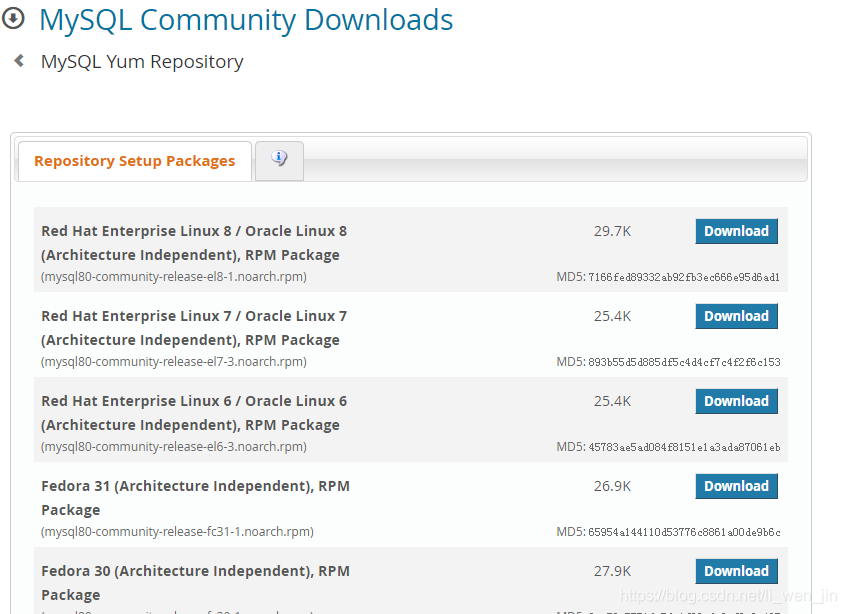 MySQL Community Downloads
MySQL Yum Repository
Repository Setup Packages
Red Hat Enterprise Linux 8 / Oracle Linux 8 29.7K Download
(Architecture Independent), RPM Package
(mysql80-community-release-el8-1.noarch.rpm) MD5: 7166fed89332ab92fb3ec666e95d6ad1
Red Hat Enterprise Linux 7 / Oracle Linux 7 25.4K Download
(Architecture Independent), RPM Package
(mysql80-community-release-el7-3.noarch.rpm) MD5: 893b55d5d885df5c4d4cf7c4f2f6c153
Red Hat Enterprise Linux 6 / Oracle Linux 6 25.4K Download
(Architecture Independent), RPM Package
(mysql80-community-release-el6-3.noarch.rpm) MD5: 45783ae5ad084f8151e1a3ada87061eb
Fedora 31 (Architecture Independent), RPM 26.9K Download
Package
(mysql80-community-release-fc31-1.noarch.rpm) MD5: 65954a144110d53776c8861a00de9b6c
Fedora 30 (Architecture Independent), RPM 27.9K Download
Package
https://blog.csdn.net/li_wen_jin